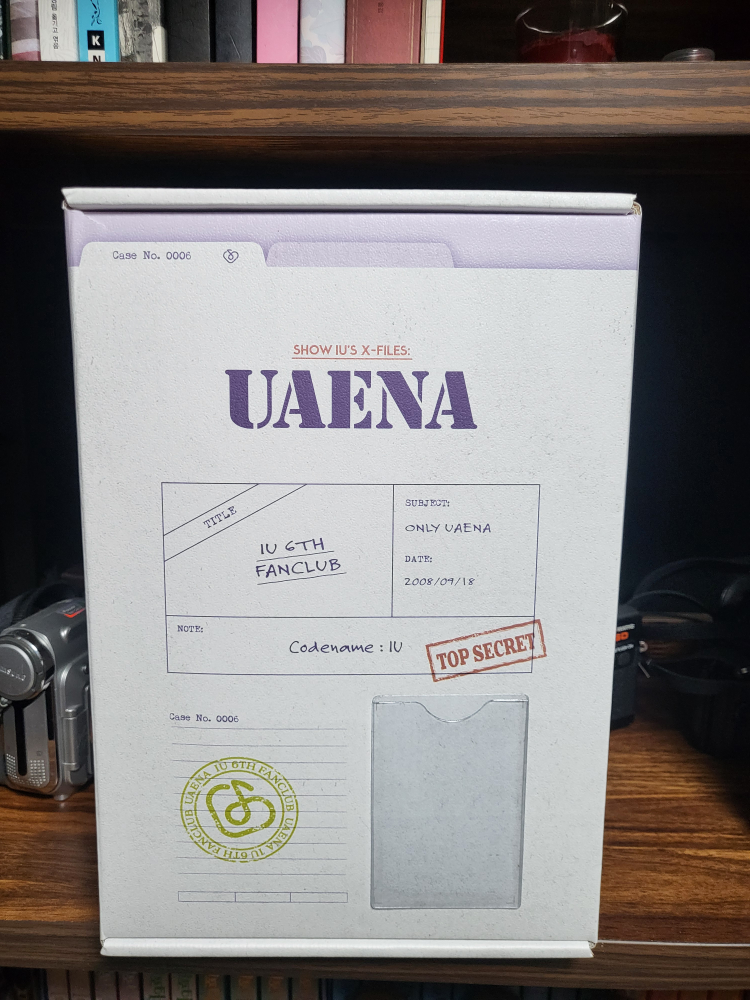 K
N
Case No. 0006
SHOW IU'S X-FILES:
UAENA
TITLE
IU 6TH
FANCLUB
SUBJECT:
ONLY UAENA
DATE:
2008/09/18
NOTE:
Codename : IU
TOP SECRET
Case No. 0006
UAENA IU 6TH FANCLUB UAENA IU 6TH FANCLUB